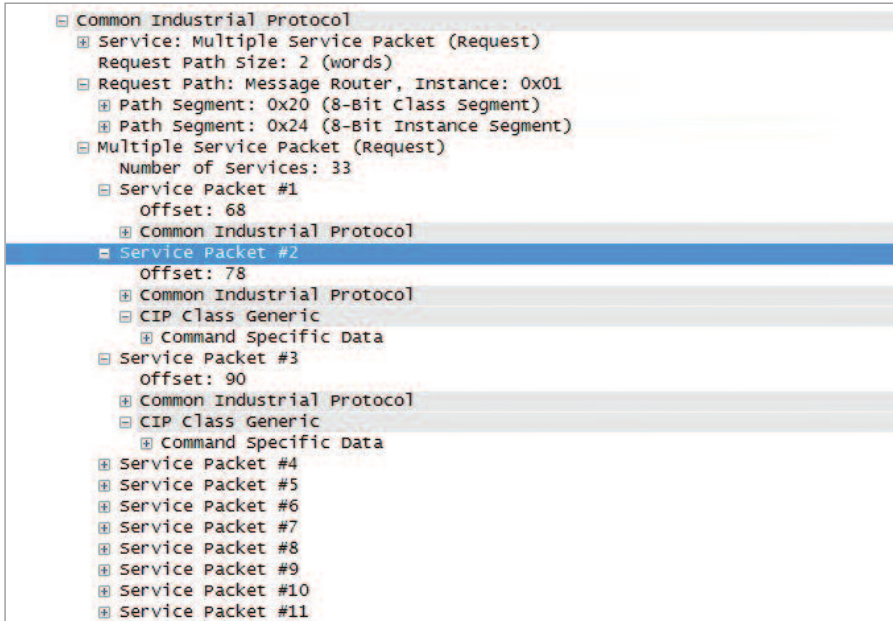 Common Industrial Protocol
Service: Multiple Service Packet (Request)
Request Path Size: 2 (words)
Request Path: Message Router, Instance: 0x01
Path Segment: 0x20 (8-Bit Class Segment)
Path Segment: 0x24 (8-Bit Instance Segment)
Multiple Service Packet (Request)
Number of Services: 33
Service Packet #1
Offset: 68
Common Industrial Protocol
Service Packet #2
Offset: 78
Common Industrial Protocol
CIP Class Generic
Command Specific Data
Service Packet #3
Offset: 90
Common Industrial Protocol
CIP Class Generic
Command Specific Data
Service Packet #4
Service Packet #5
Service Packet #6
Service Packet #7
Service Packet #8
Service Packet #9
Service Packet #10
Service Packet #11